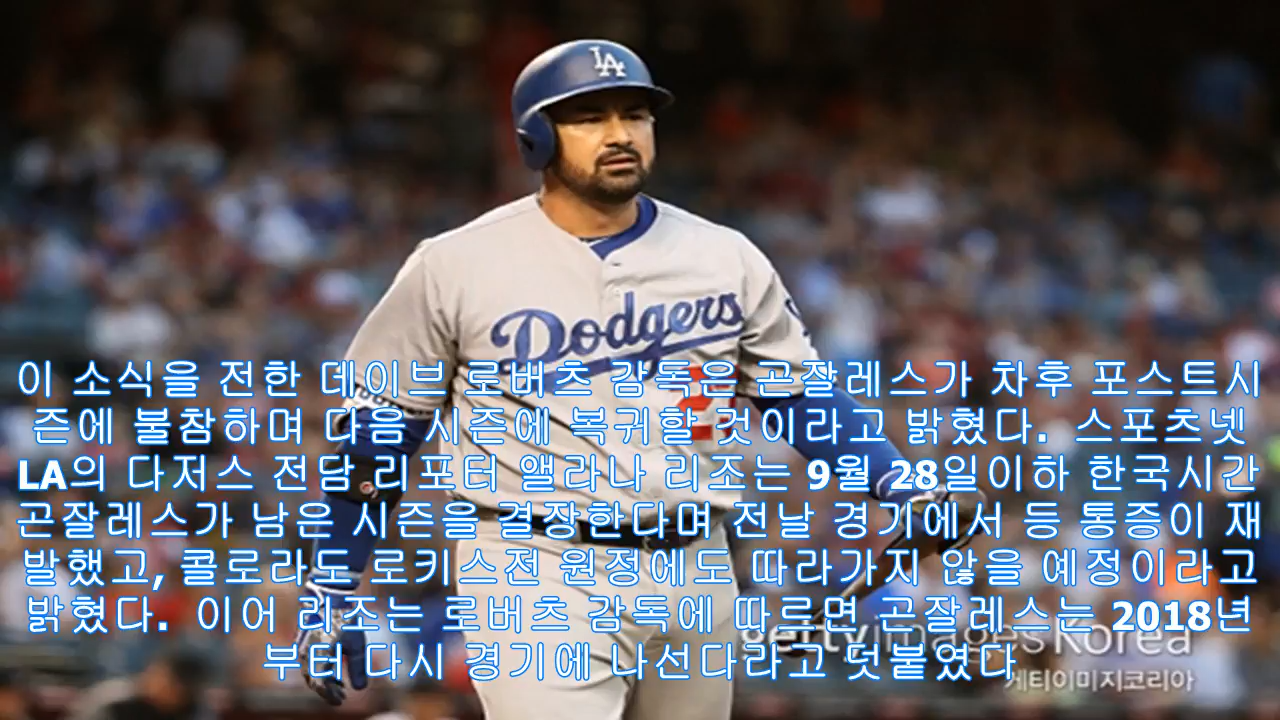 LA
Dodgers
2
이 소식을 전한 데이브 로버츠 감독은 곤잘레스가 차후 포스트시
즌에 불참하며 다음 시즌에 복귀할 것이라고 밝혔다. 스포츠넷
LA의 다저스 전담 리포터 앨라나 리조는 9월 28일이하 한국시간
곤잘레스가 남은 시즌을 결장한다며 전날 경기에서 등 통증이 재
발했고, 콜로라도 로키스전 원정에도 따라가지 않을 예정이라고
밝혔다. 이어 리조는 로버츠 감독에 따르면 곤잘레스는 2018년
부터 다시 경기에 나선다라고 덧붙였다
gettyimages Korea
게티이미지코리아